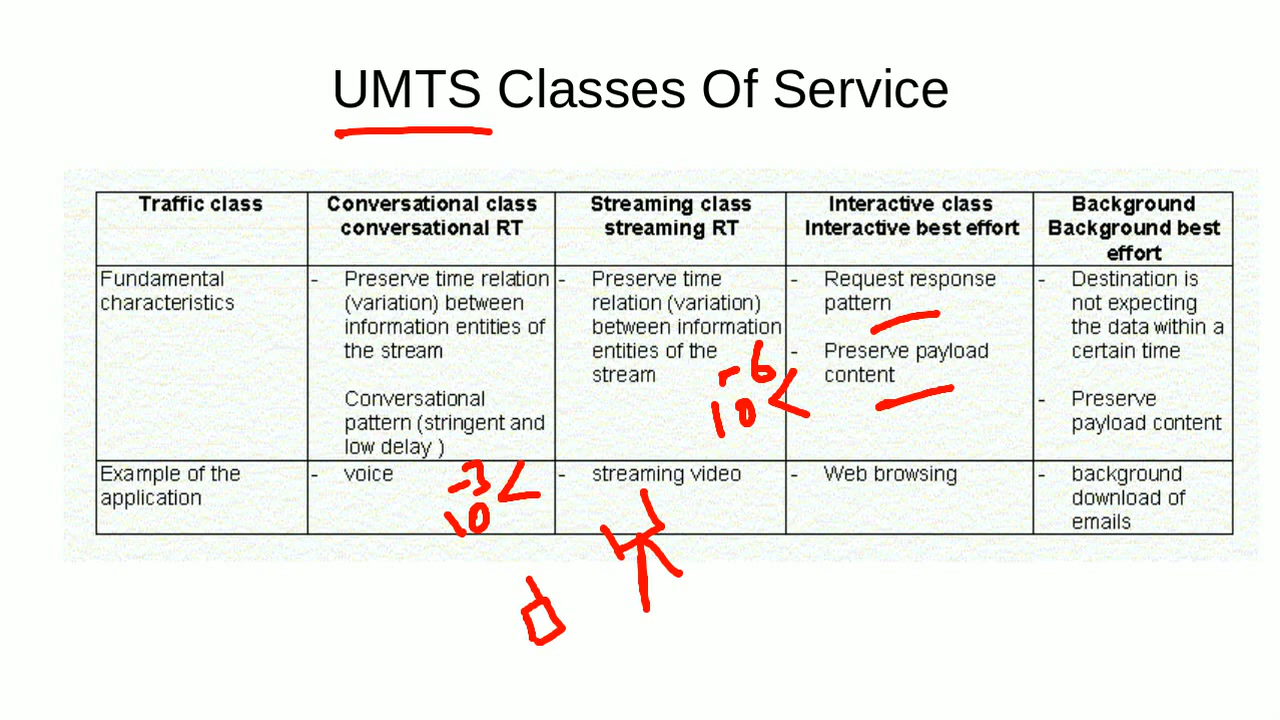 UMTS Classes Of Service
Traffic class
Conversational class
conversational RT
Streaming class
streaming RT
Interactive class
Interactive best effort
Background
Background best
effort
Fundamental
characteristics
- Preserve time relation
(variation) between
information entities of
the stream
Conversational
pattern (stringent and
low delay )
- Preserve time
relation (variation)
between information
entities of the
stream
-6
10 <
- Request response
pattern
- Preserve payload
content
- Destination is
not expecting
the data within a
certain time
- Preserve
payload content
Example of the
application
- voice
-3 <
10
- streaming video
- Web browsing
- background
download of
emails